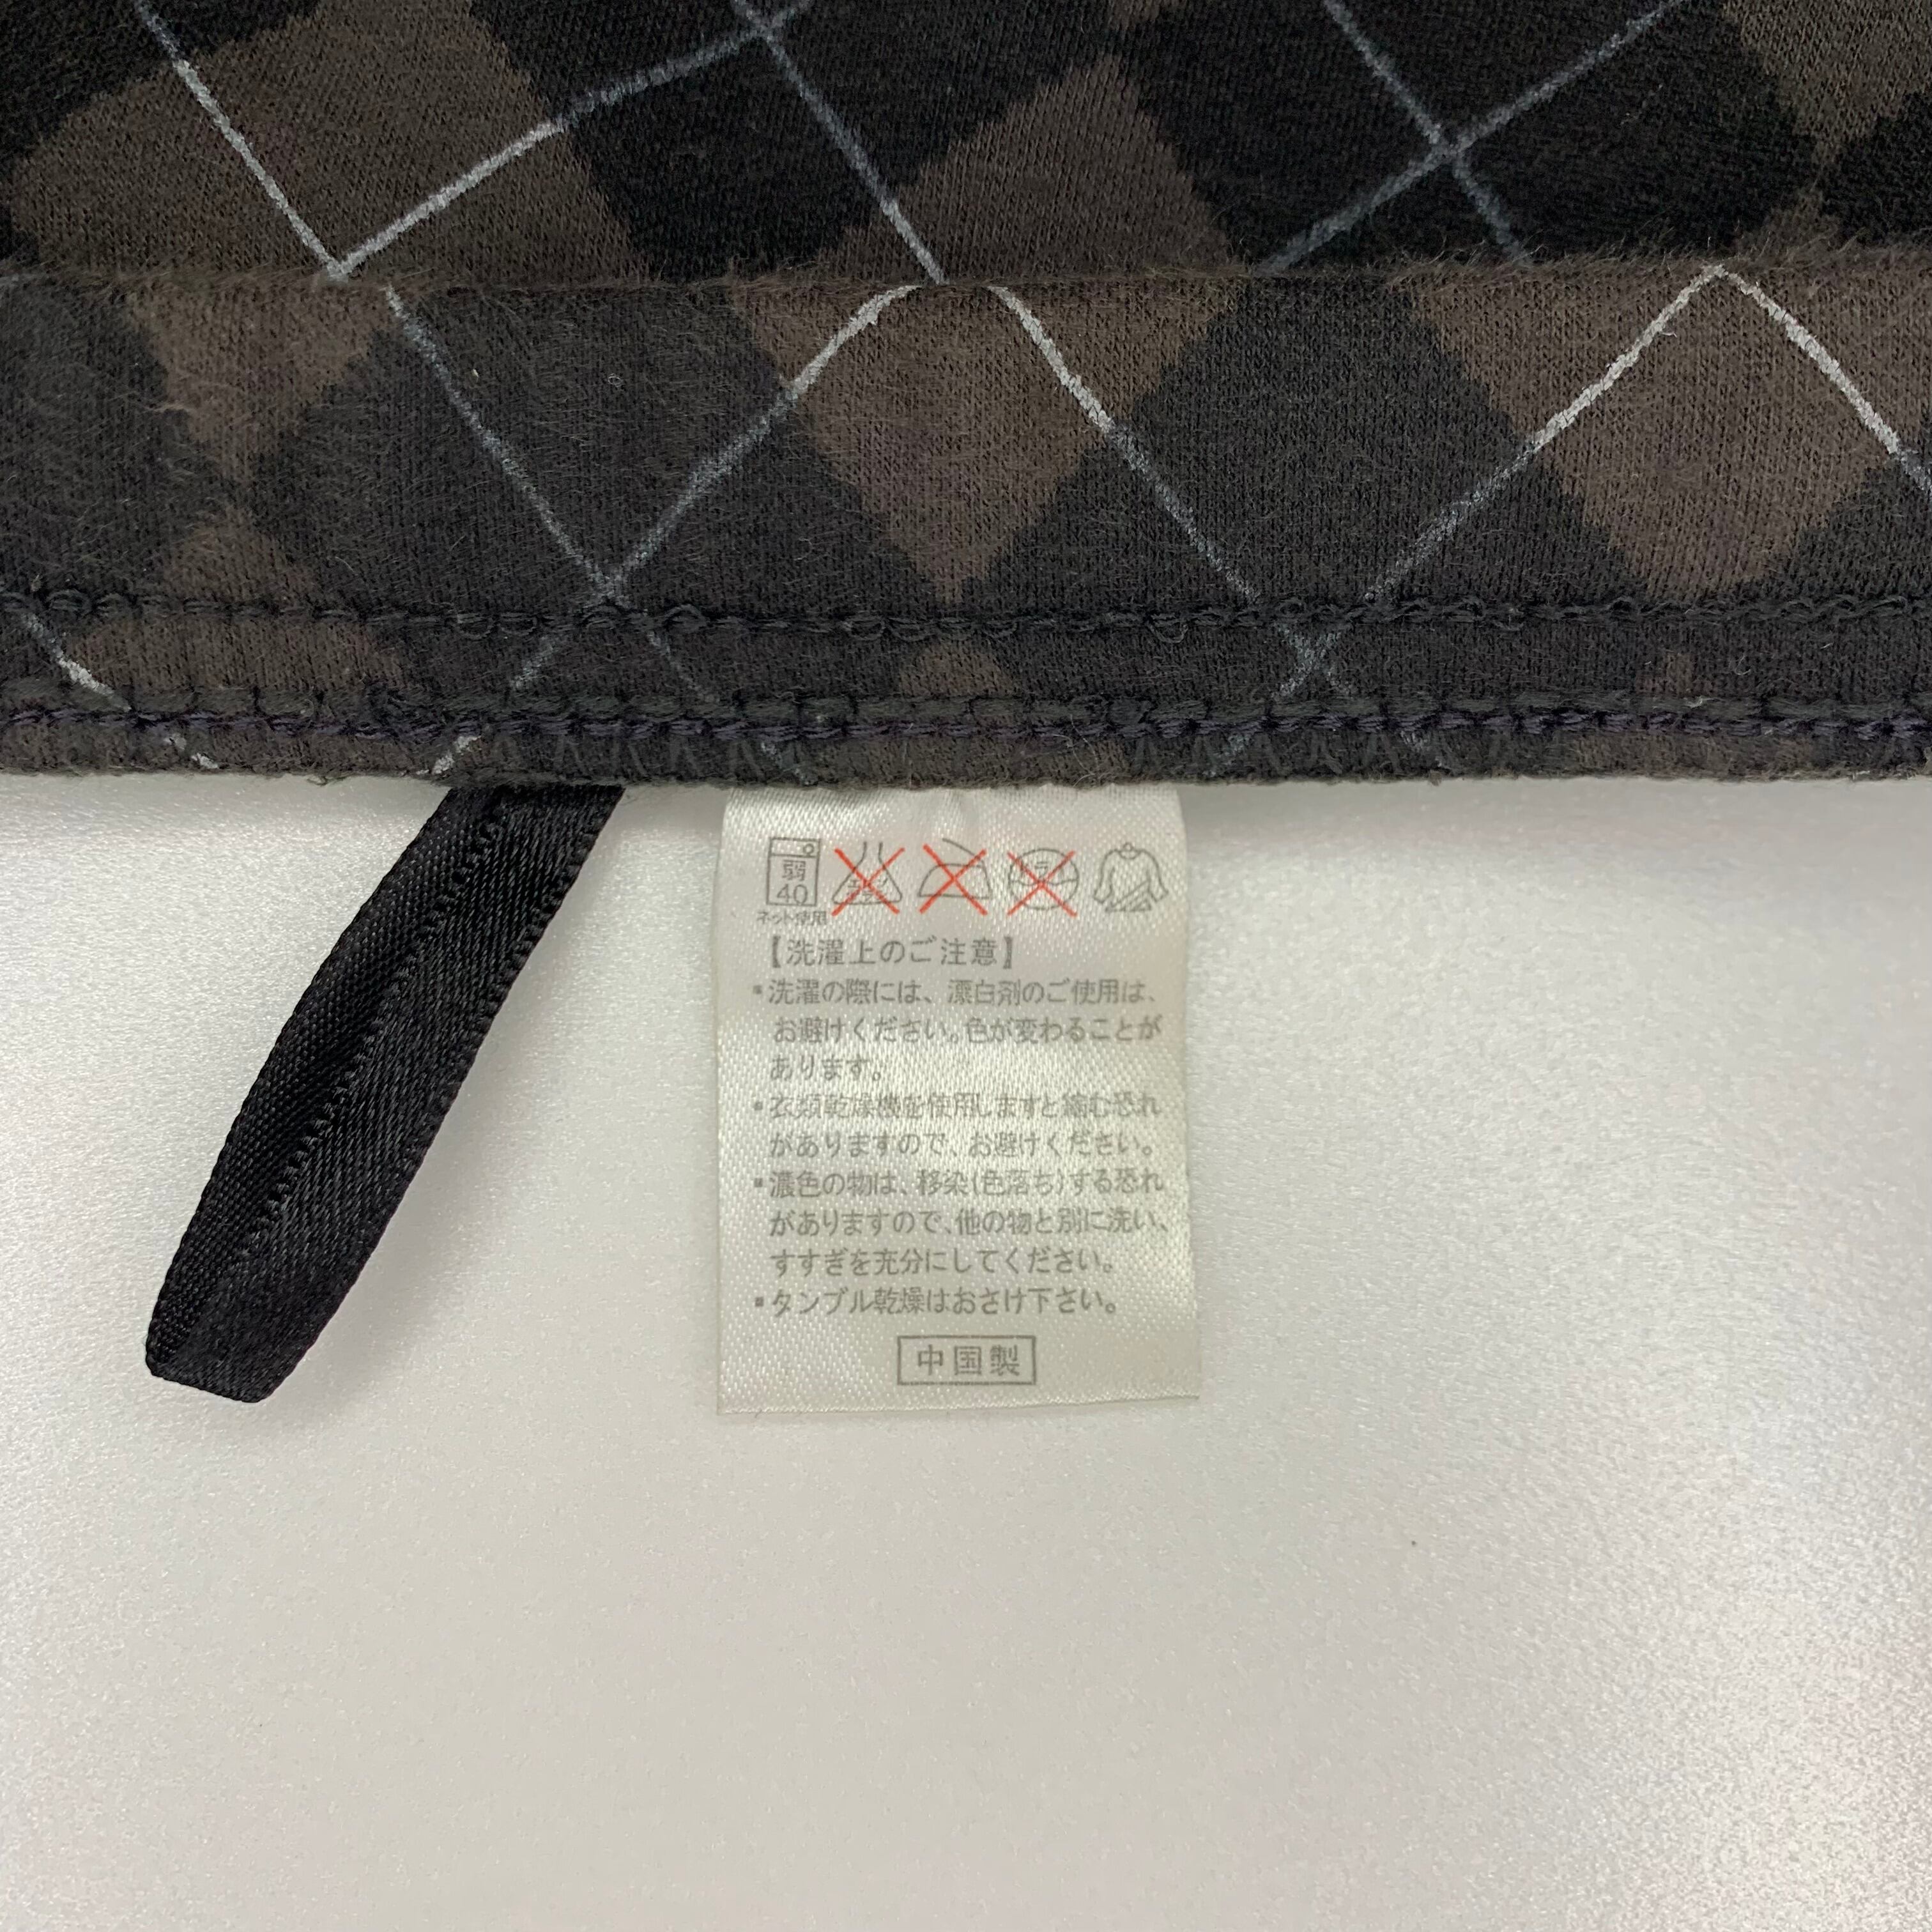 弱
40
ネット使用
【洗濯上のご注意】
▪洗濯の際には、漂白剤のご使用は、
お避けください。色が変わることが
あります。
▪衣類乾燥機を使用しますと縮む恐れ
がありますので、お避けください。
▪濃色の物は、移染(色落ち)する恐れ
がありますので、他の物と別に洗い、
すすぎを充分にしてください。
▪タンブル乾燥はおさけ下さい。
中国製